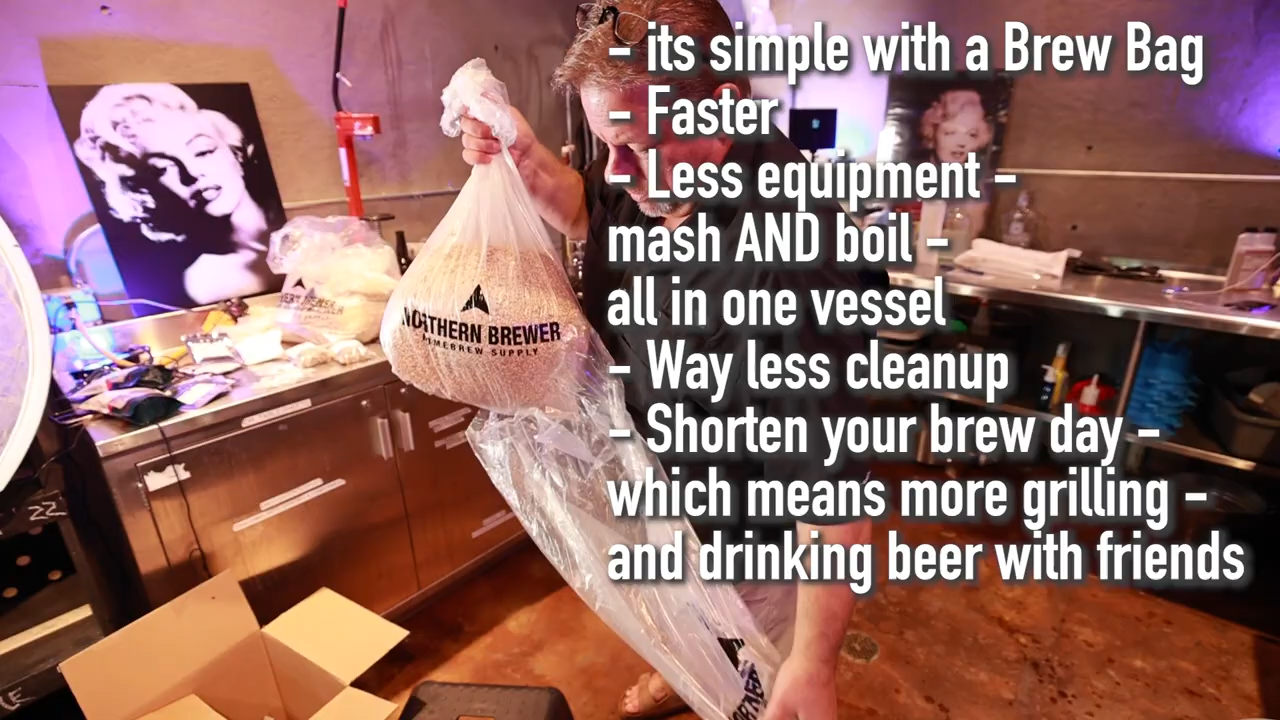 - its simple with a Brew Bag
- Faster
- Less equipment -
mash AND boil -
all in one vessel
- Way less cleanup
- Shorten your brew day -
which means more grilling -
and drinking beer with friends
NORTHERN BREWER
HOMEBREW SUPPLY